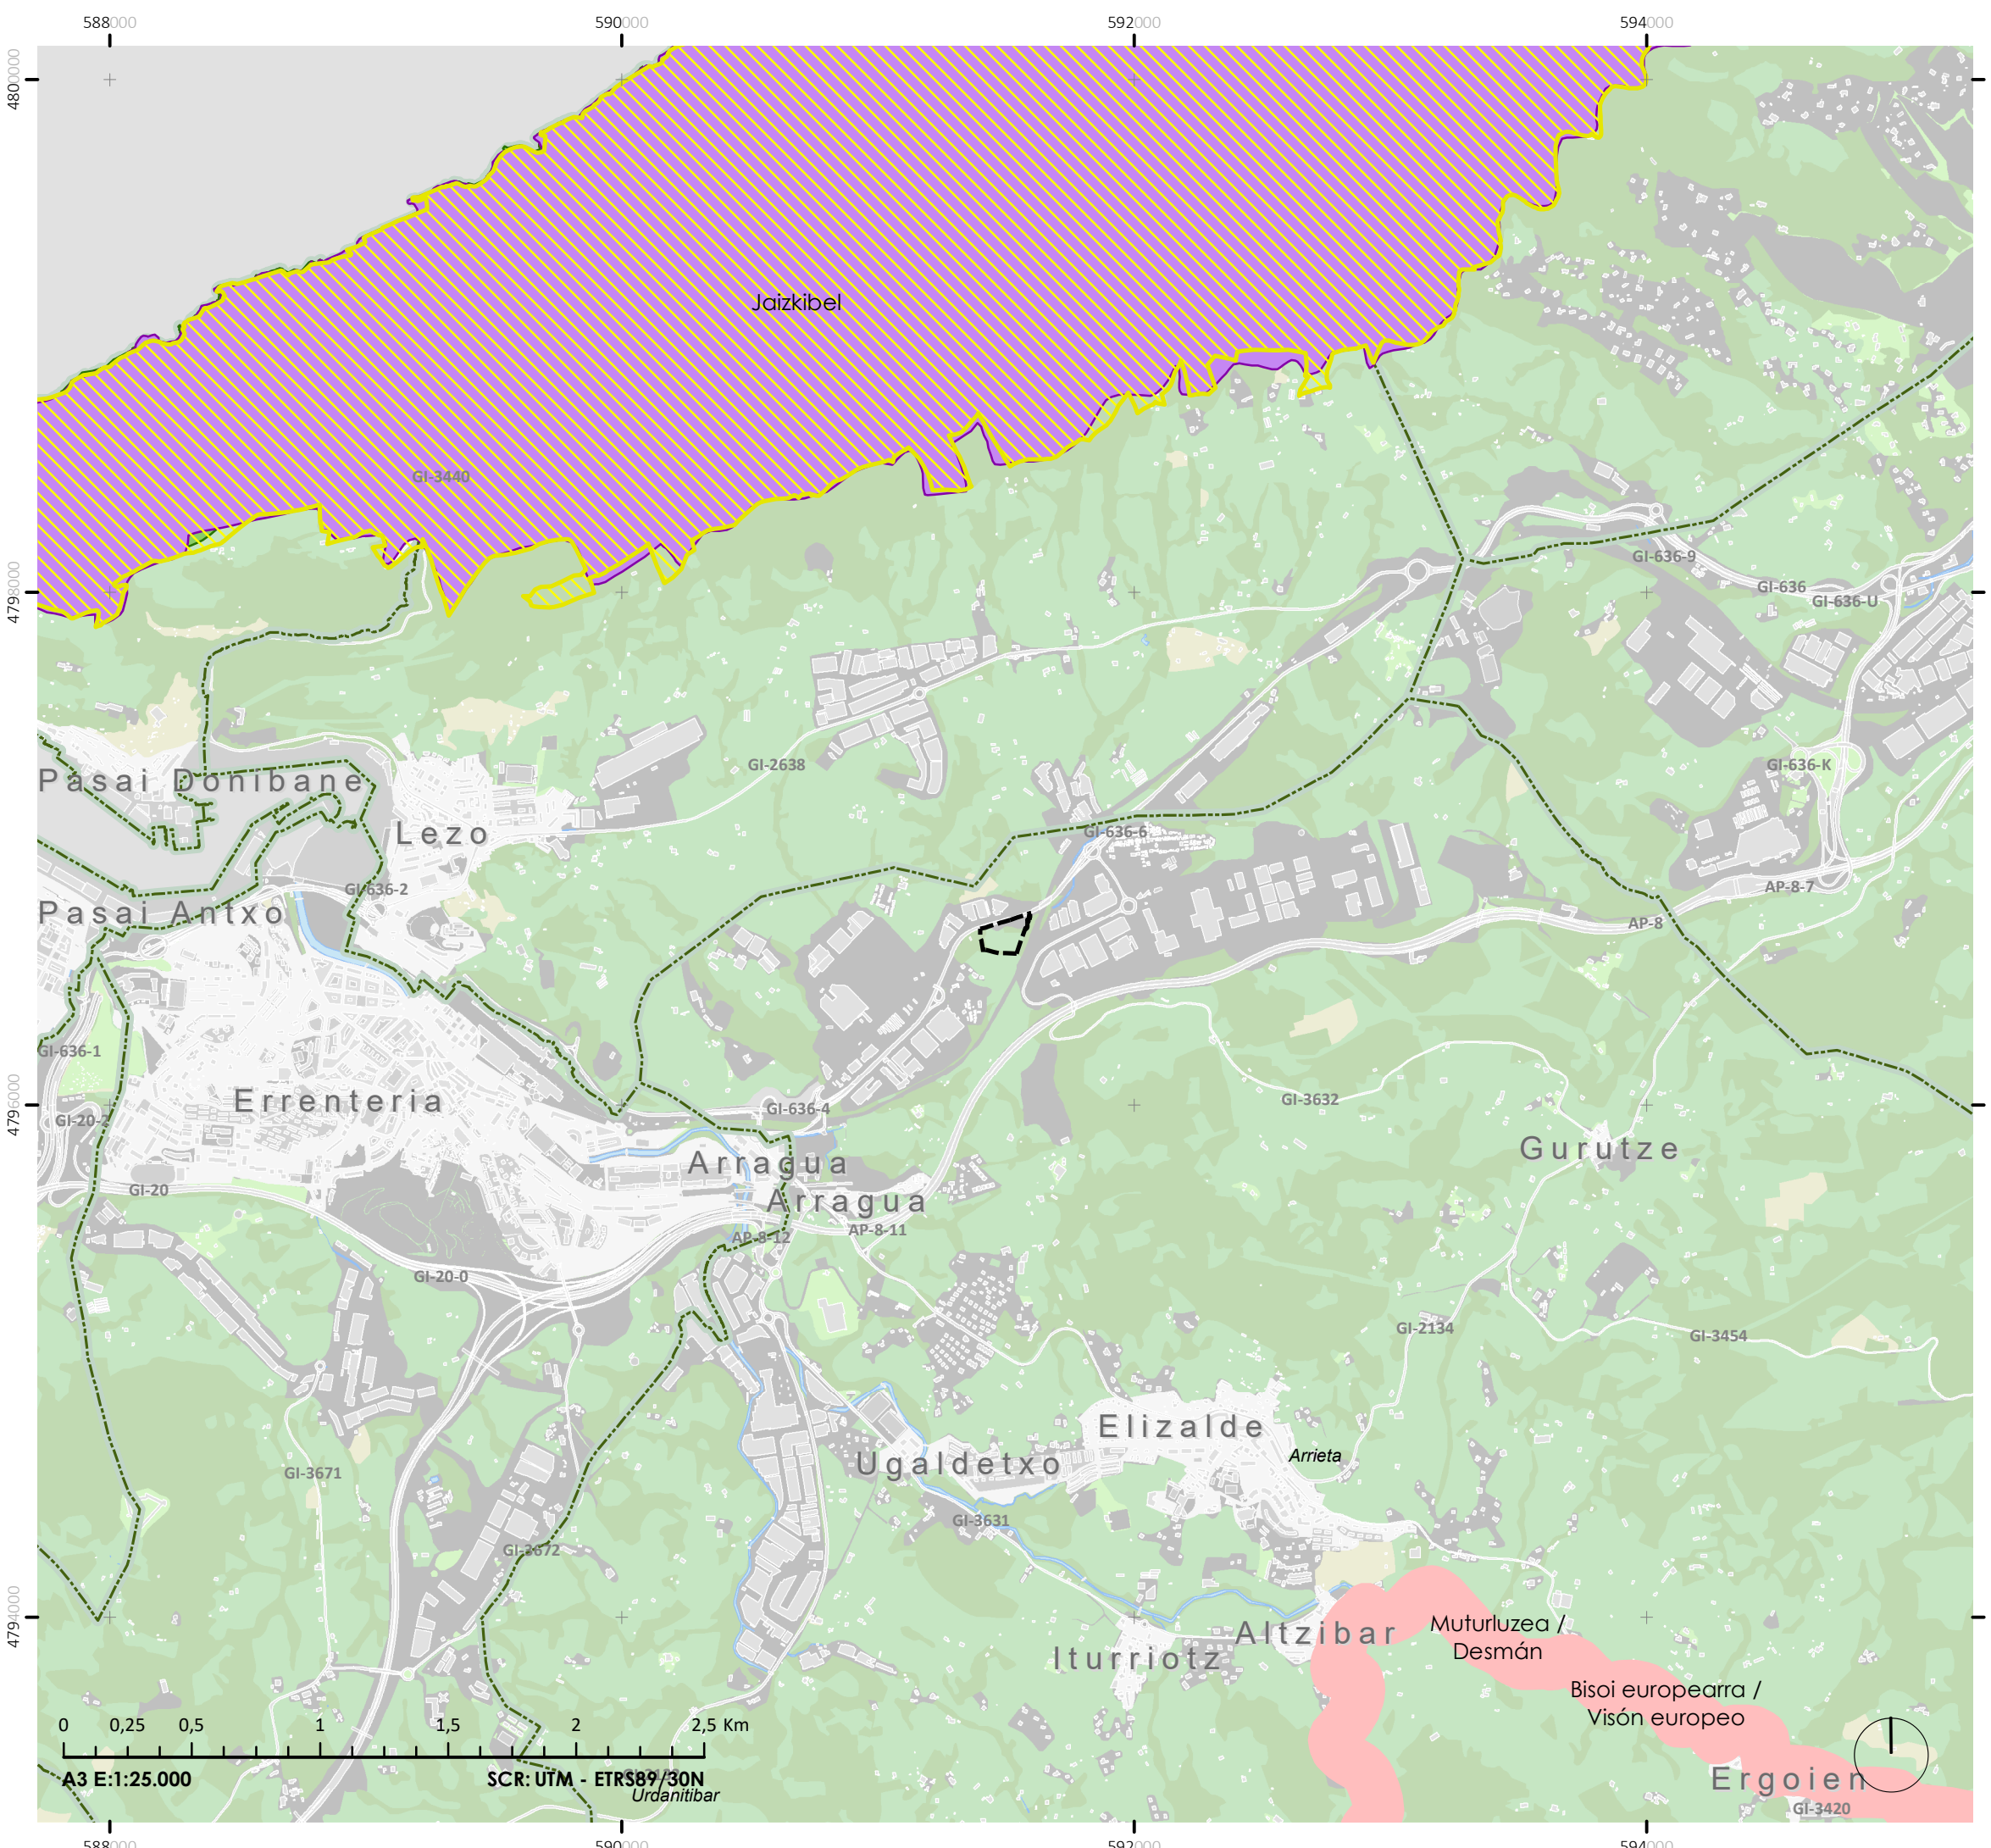 588000
590000
592000
594000
4800000
Jaizkibel
GI-3440
4798000
GI-636-9
GI-636
GI-636-U
GI-2638
GI-636-K
Pasai Donibane
Lezo
GI-636-6
GI-636-2
AP-8-7
Pasai Antxo
AP-8
GI-636-1
GI-3632
Errenteria
GI-636-4
4796000
GI-20-2
Gurutze
Arragua
GI-20
Arragua
AP-8-11
AP-8-12
GI-20-0
GI-2134
GI-3454
Elizalde
Arrieta
Ugaldetxo
GI-3671
GI-3631
GI-3672
4794000
Muturluzea /
Desmán
Altzibar
Iturriotz
Bisoi europearra /
Visón europeo
0 0,25 0,5 1 1,5 2 2,5 Km
A3 E:1:25.000
SCR: UTM - ETRS89/30N
Urdanitibar
Ergoien
GI-3420
588000
590000
592000
594000